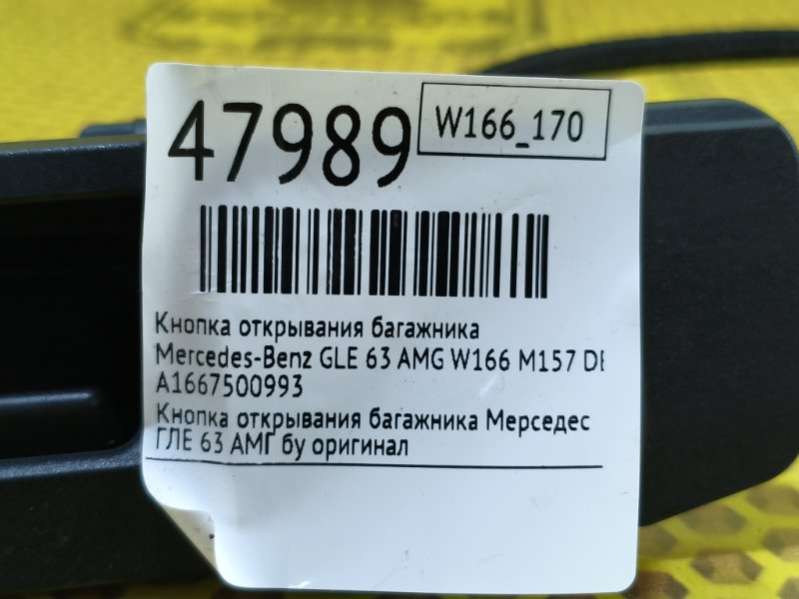 47989
W166_170
Кнопка открывания багажника
Mercedes-Benz GLE 63 AMG W166 M157 DE
A1667500993
Кнопка открывания багажника Мерседес
ГЛЕ 63 АМГ бу оригинал